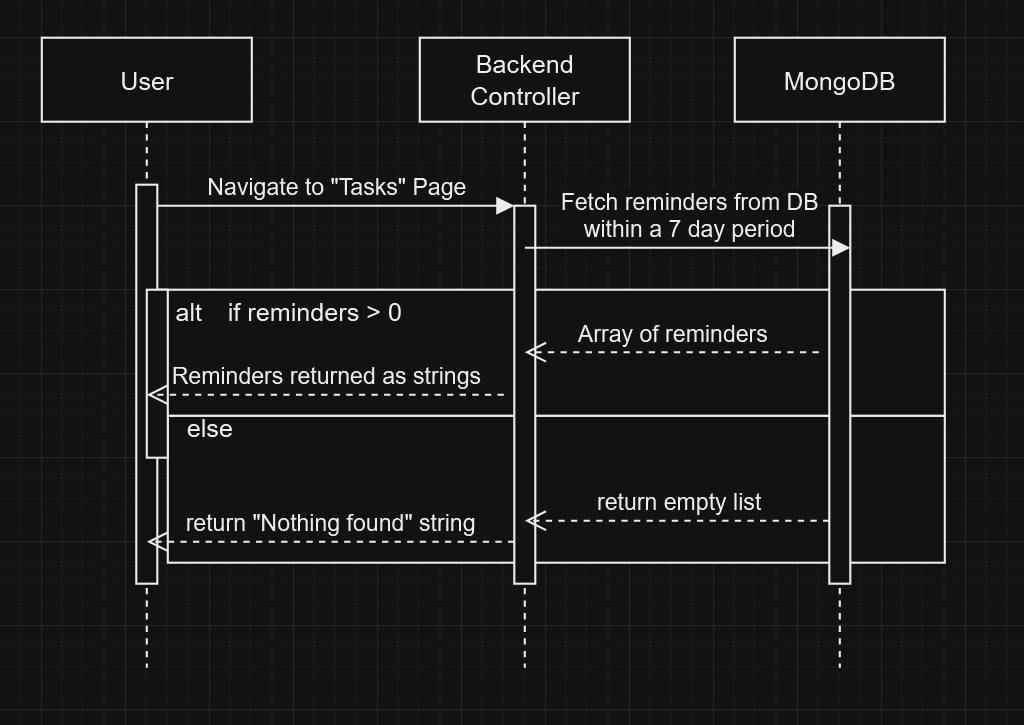 User
Backend
Controller
MongoDB
Navigate to "Tasks" Page
Fetch reminders from DB
within a 7 day period
alt if reminders > 0
Array of reminders
Reminders returned as strings
else
return empty list
return "Nothing found" string